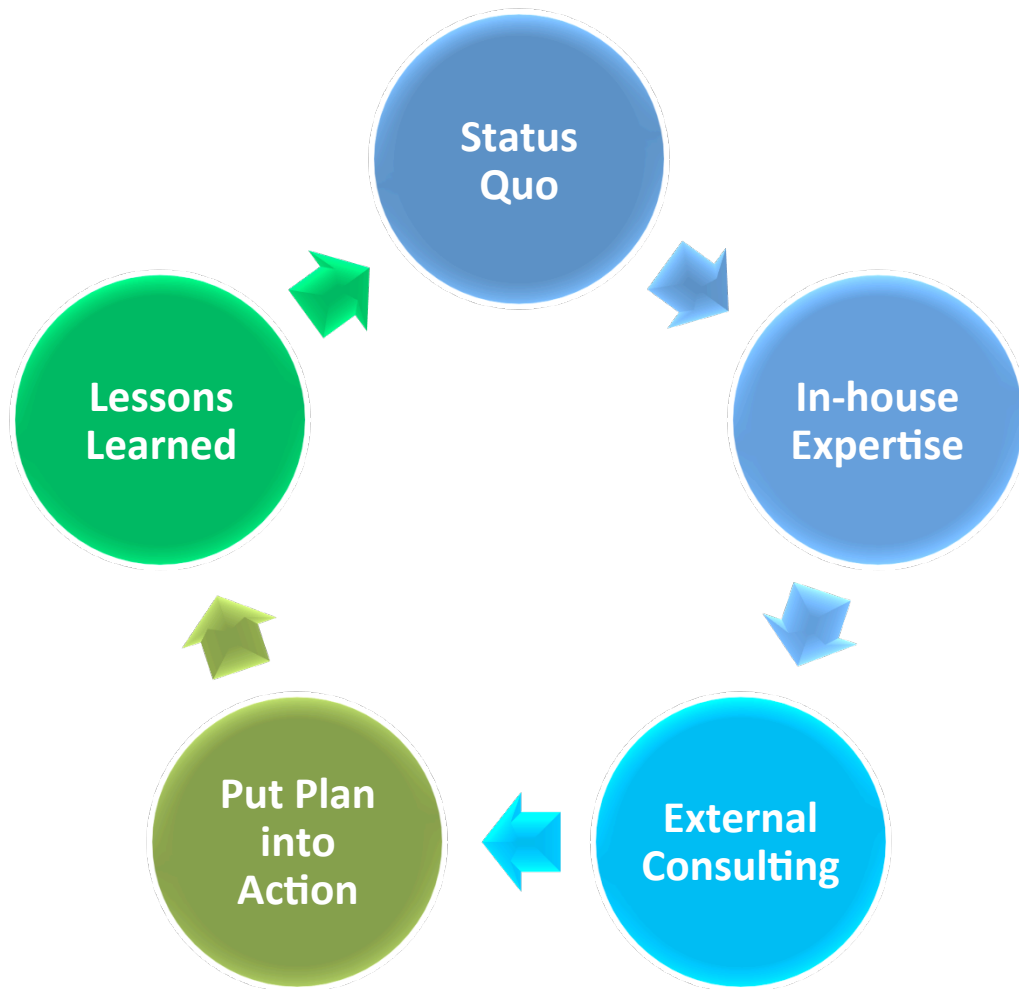 Status
Quo
In-house
Expertise
External
Consulting
Put Plan
into
Action
Lessons
Learned